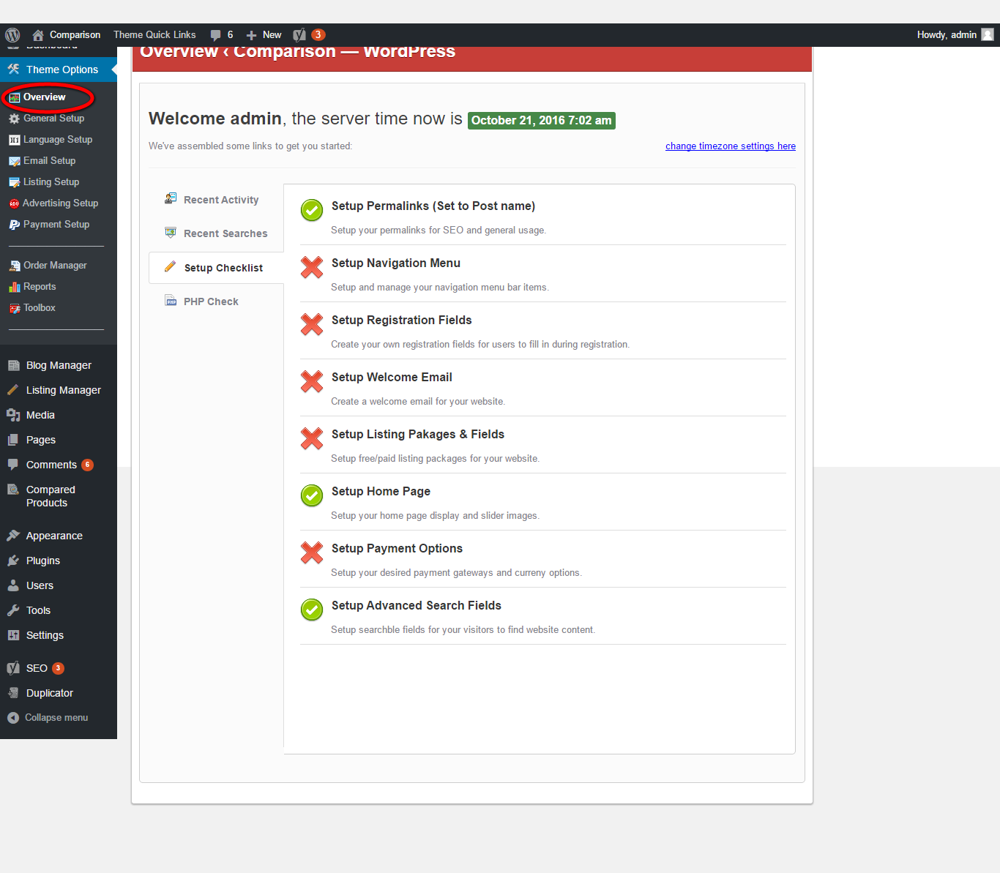 Comparison
Theme Quick Links
6
New
3
Howdy, admin
Dashboard
Overview ‹ Comparison — WordPress
Theme Options
Overview
General Setup
Language Setup
Email Setup
Listing Setup
Advertising Setup
Payment Setup
Order Manager
Reports
Toolbox
Blog Manager
Listing Manager
Media
Pages
Comments 6
Compared
Products
Appearance
Plugins
Users
Tools
Settings
SEO 3
Duplicator
Collapse menu
Welcome admin, the server time now is October 21, 2016 7:02 am
We've assembled some links to get you started:
change timezone settings here
Recent Activity
Recent Searches
Setup Checklist
PHP Check
Setup Permalinks (Set to Post name)
Setup your permalinks for SEO and general usage.
Setup Navigation Menu
Setup and manage your navigation menu bar items.
Setup Registration Fields
Create your own registration fields for users to fill in during registration.
Setup Welcome Email
Create a welcome email for your website.
Setup Listing Pakages & Fields
Setup free/paid listing packages for your website.
Setup Home Page
Setup your home page display and slider images.
Setup Payment Options
Setup your desired payment gateways and curreny options.
Setup Advanced Search Fields
Setup searchble fields for your visitors to find website content.